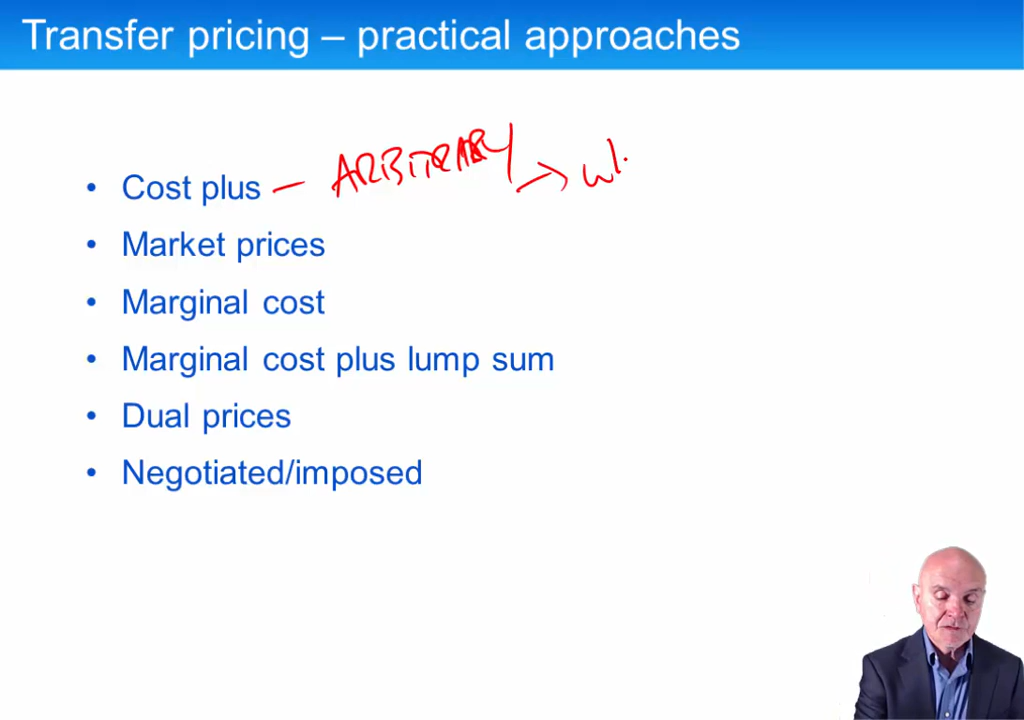 Transfer pricing – practical approaches
• Cost plus – ARBITRARY →
• Market prices
• Marginal cost
• Marginal cost plus lump sum
• Dual prices
• Negotiated/imposed